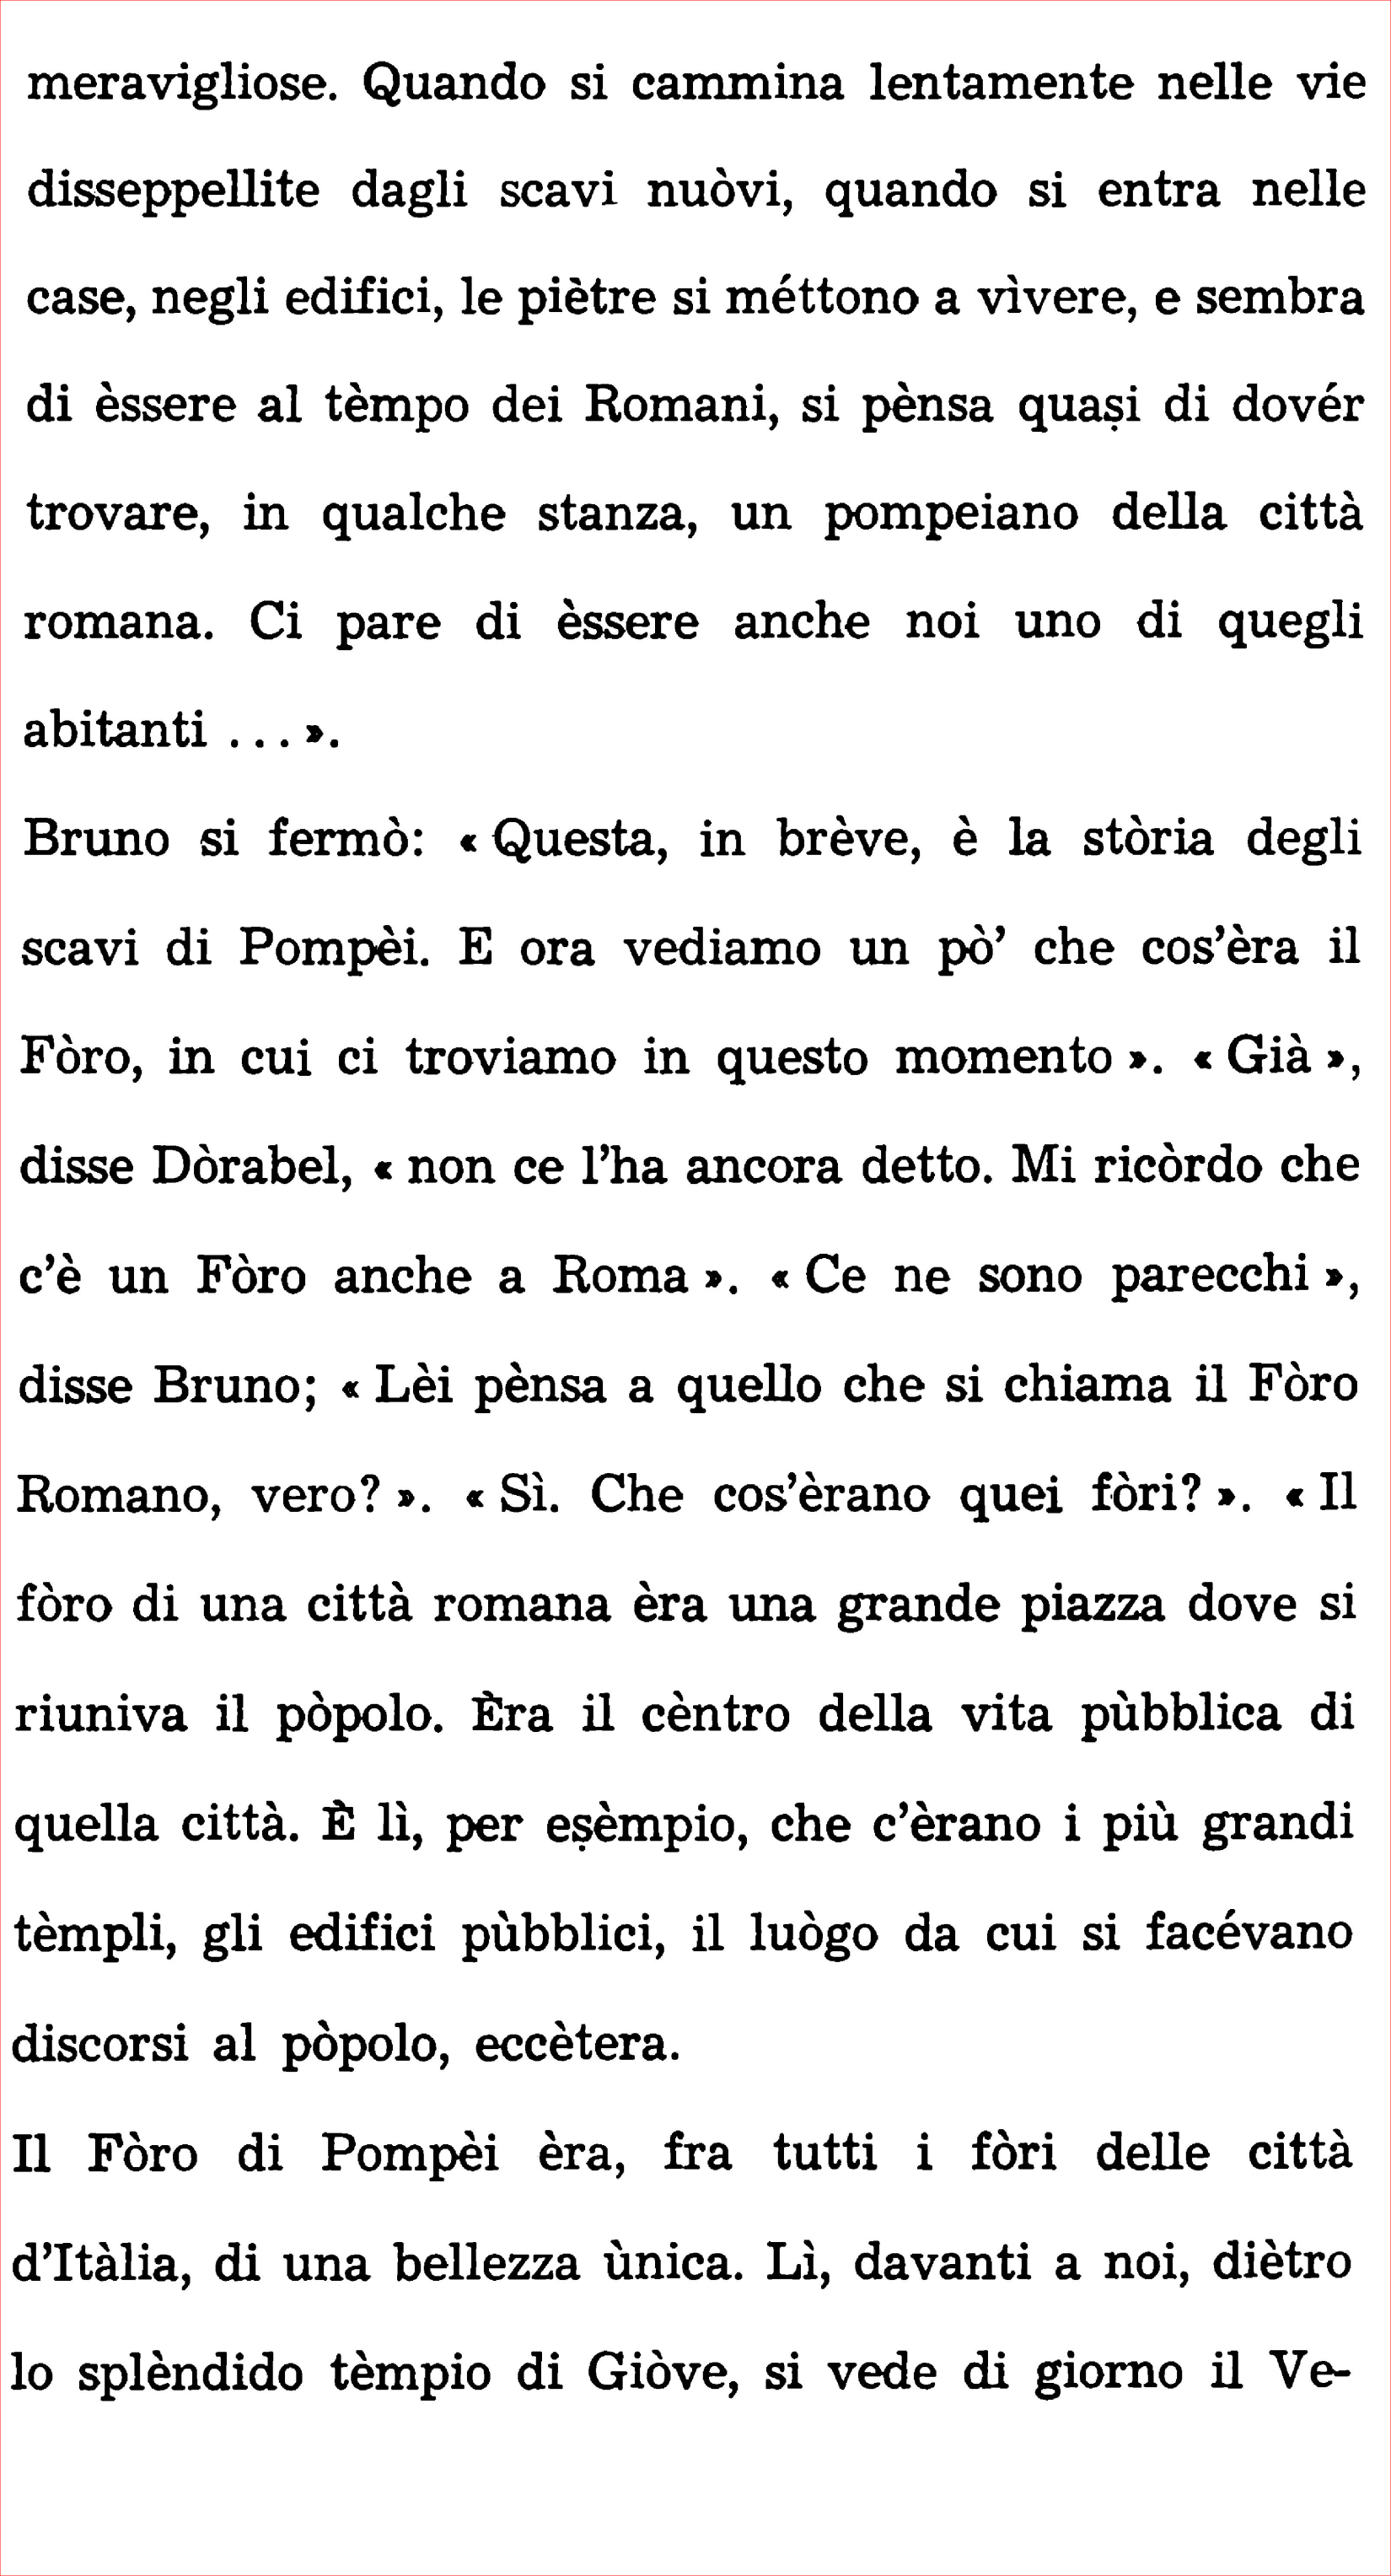 meravigliose. Quando si cammina lentamente nelle vie
disseppellite dagli scavi nuòvi, quando si entra nelle
case, negli edifici, le piètre si méttono a vìvere, e sembra
di èssere al tèmpo dei Romani, si pènsa quaṣi di dovér
trovare, in qualche stanza, un pompeiano della città
romana. Ci pare di èssere anche noi uno di quegli
abitanti ... ».
Bruno si fermò: « Questa, in brève, è la stòria degli
scavi di Pompèi. E ora vediamo un pò’ che cos’èra il
Fòro, in cui ci troviamo in questo momento ». « Già »,
disse Dòrabel, « non ce l’ha ancora detto. Mi ricòrdo che
c’è un Fòro anche a Roma ». « Ce ne sono parecchi »,
disse Bruno; « Lèi pènsa a quello che si chiama il Fòro
Romano, vero? ». « Sì. Che cos’èrano quei fòri? ». « Il
fòro di una città romana èra una grande piazza dove si
riuniva il pòpolo. Èra il cèntro della vita pùbblica di
quella città. È lì, per eṣèmpio, che c’èrano i più grandi
tèmpli, gli edifici pùbblici, il luògo da cui si facévano
discorsi al pòpolo, eccètera.
Il Fòro di Pompèi èra, fra tutti i fòri delle città
d’Itàlia, di una bellezza ùnica. Lì, davanti a noi, diètro
lo splèndido tèmpio di Giòve, si vede di giorno il Ve-